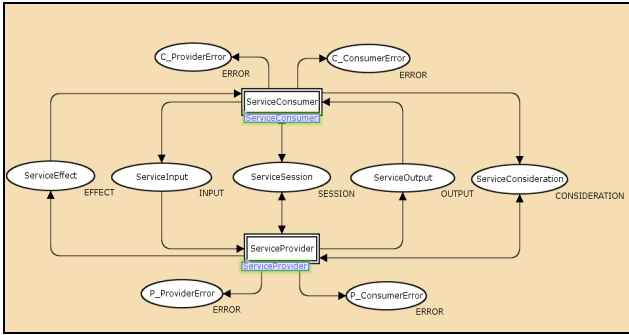 C_ProviderError
ERROR
C_ConsumerError
ERROR
ServiceConsumer
ServiceConsumer
ServiceEffect
EFFECT
ServiceInput
INPUT
ServiceSession
SESSION
ServiceOutput
OUTPUT
ServiceConsideration
CONSIDERATION
ServiceProvider
ServiceProvider
P_ProviderError
ERROR
P_ConsumerError
ERROR